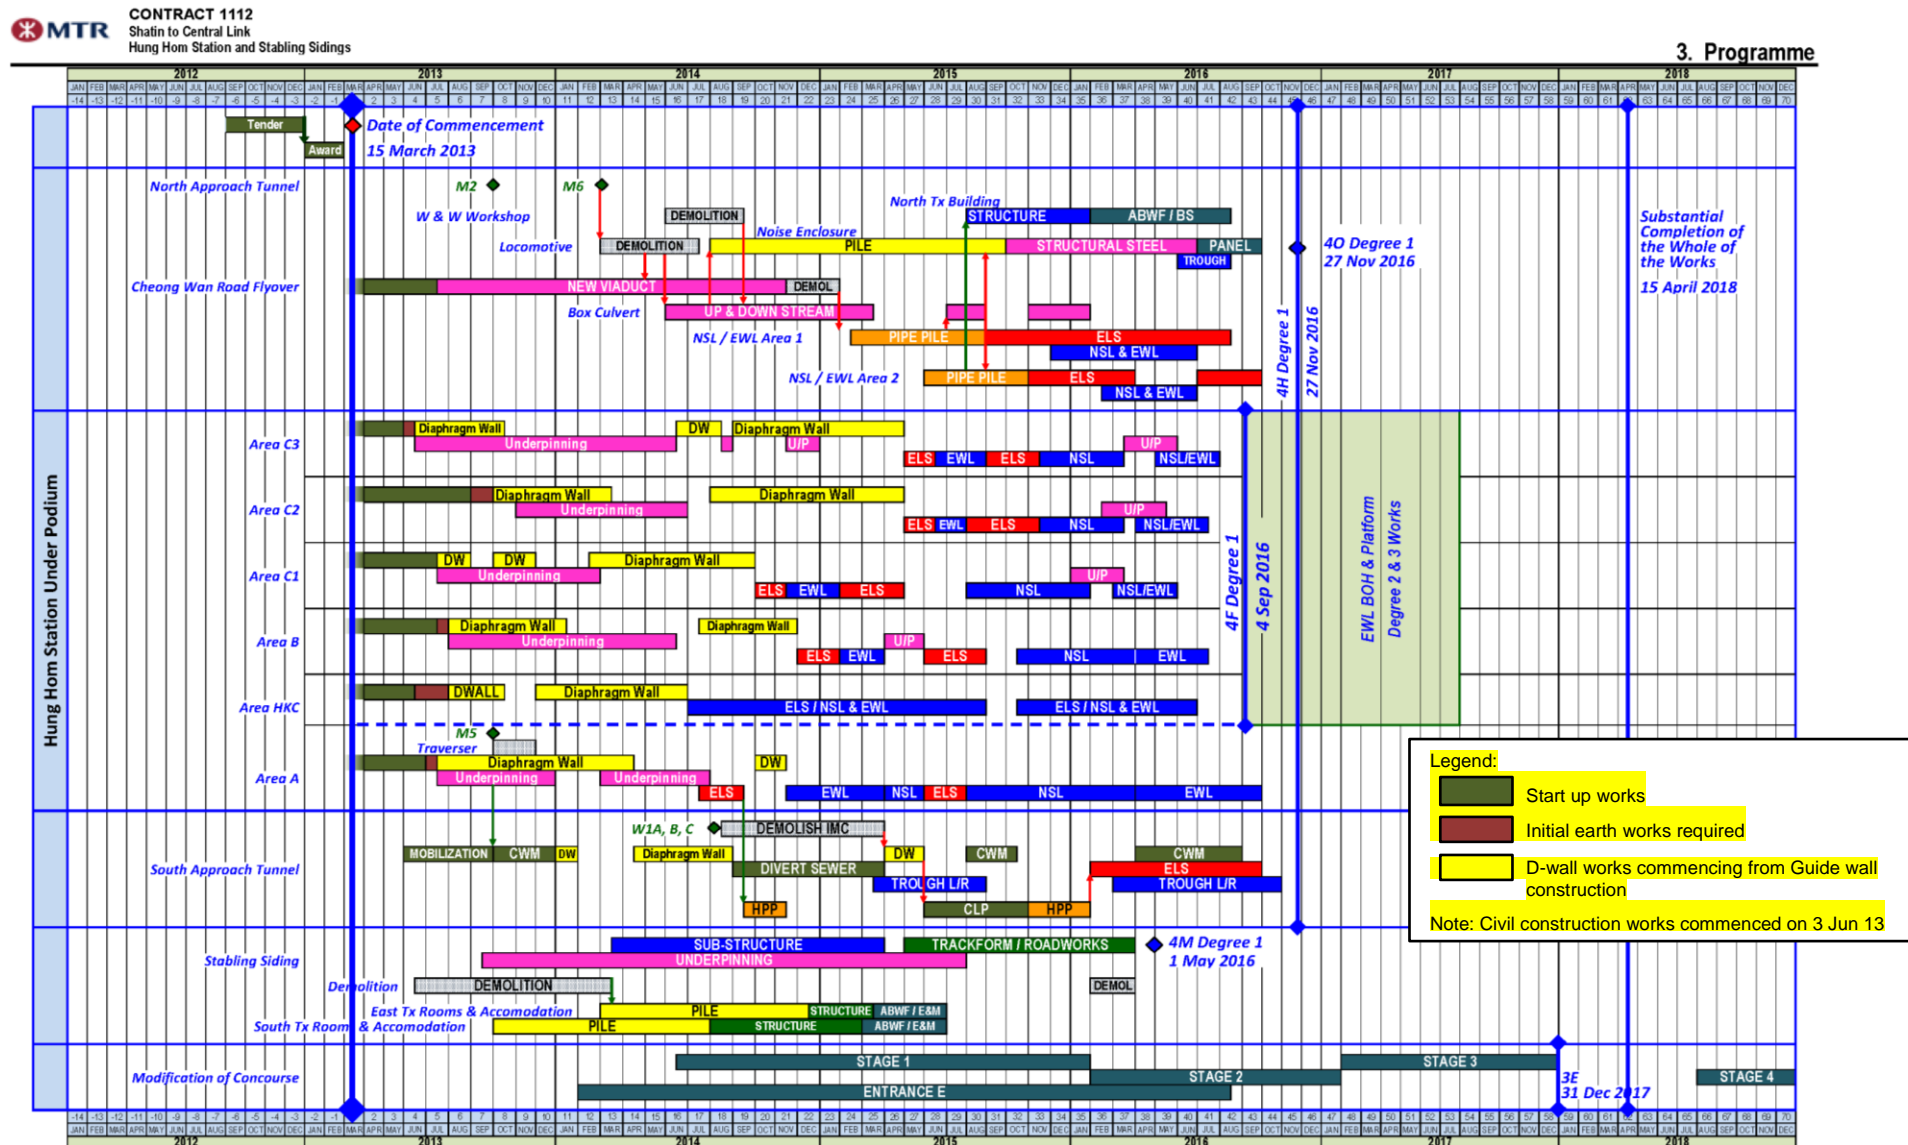 MTR
CONTRACT 1112
Shatin to Central Link
Hung Hom Station and Stabling Sidings
3. Programme
2012 2013 2014 2015 2016 2017 2018
Tender
Award
Date of Commencement
15 March 2013
North Approach Tunnel
M2
M6
W & W Workshop
DEMOLITION
North Tx Building
STRUCTURE
ABWF / BS
Noise Enclosure
Locomotive
DEMOLITION
PILE
STRUCTURAL STEEL
PANEL
TROUGH
Cheong Wan Road Flyover
NEW VIADUCT
DEMOL
Box Culvert
UP & DOWN STREAM
NSL / EWL Area 1
PIPE PILE
ELS
NSL & EWL
NSL / EWL Area 2
PIPE PILE
ELS
NSL & EWL
4O Degree 1
27 Nov 2016
4H Degree 1
27 Nov 2016
Substantial
Completion of
the Whole of
the Works
15 April 2018
Hung Hom Station Under Podium
Area C3
Diaphragm Wall
DW
Diaphragm Wall
Underpinning
U/P
U/P
ELS
EWL
ELS
NSL
NSL/EWL
Area C2
Diaphragm Wall
Diaphragm Wall
Underpinning
U/P
ELS
EWL
ELS
NSL
NSL/EWL
Area C1
DW
DW
Diaphragm Wall
Underpinning
U/P
ELS
EWL
ELS
NSL
NSL/EWL
Area B
Diaphragm Wall
Diaphragm Wall
Underpinning
U/P
ELS
EWL
ELS
NSL
EWL
Area HKC
DWALL
Diaphragm Wall
ELS / NSL & EWL
ELS / NSL & EWL
4F Degree 1
4 Sep 2016
EWL BOH & Platform
Degree 2 & 3 Works
M5
Traverser
Area A
Diaphragm Wall
DW
Underpinning
Underpinning
ELS
EWL
NSL
ELS
NSL
EWL
W1A, B, C
DEMOLISH IMC
South Approach Tunnel
MOBILIZATION
CWM
DW
Diaphragm Wall
DW
CWM
CWM
DIVERT SEWER
ELS
TROUGH L/R
TROUGH L/R
HPP
CLP
HPP
Legend:
Start up works
Initial earth works required
D-wall works commencing from Guide wall
construction
Note: Civil construction works commenced on 3 Jun 13
Stabling Siding
SUB-STRUCTURE
TRACKFORM / ROADWORKS
UNDERPINNING
4M Degree 1
1 May 2016
Demolition
DEMOLITION
DEMOL
East Tx Rooms & Accomodation
PILE
STRUCTURE
ABWF / E&M
South Tx Rooms & Accomodation
PILE
STRUCTURE
ABWF / E&M
Modification of Concourse
STAGE 1
STAGE 3
STAGE 2
STAGE 4
ENTRANCE E
3E
31 Dec 2017
2012 2013 2014 2015 2016 2017 2018